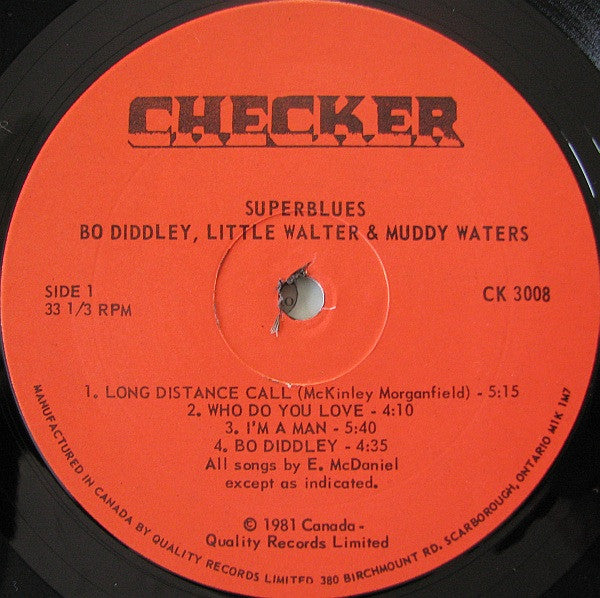 CHECKER
SUPERBLUES
BO DIDDLEY, LITTLE WALTER & MUDDY WATERS
SIDE 1
33 1/3 RPM
CK 3008
1. LONG DISTANCE CALL (McKinley Morganfield) - 5:15
2. WHO DO YOU LOVE - 4:10
3. I'M A MAN - 5:40
4. BO DIDDLEY - 4:35
All songs by E. McDaniel
except as indicated.
© 1981 Canada -
Quality Records Limited
MANUFACTURED IN CANADA BY QUALITY RECORDS LIMITED 380 BIRCHMOUNT RD. SCARBOROUGH, ONTARIO M1K 1M7